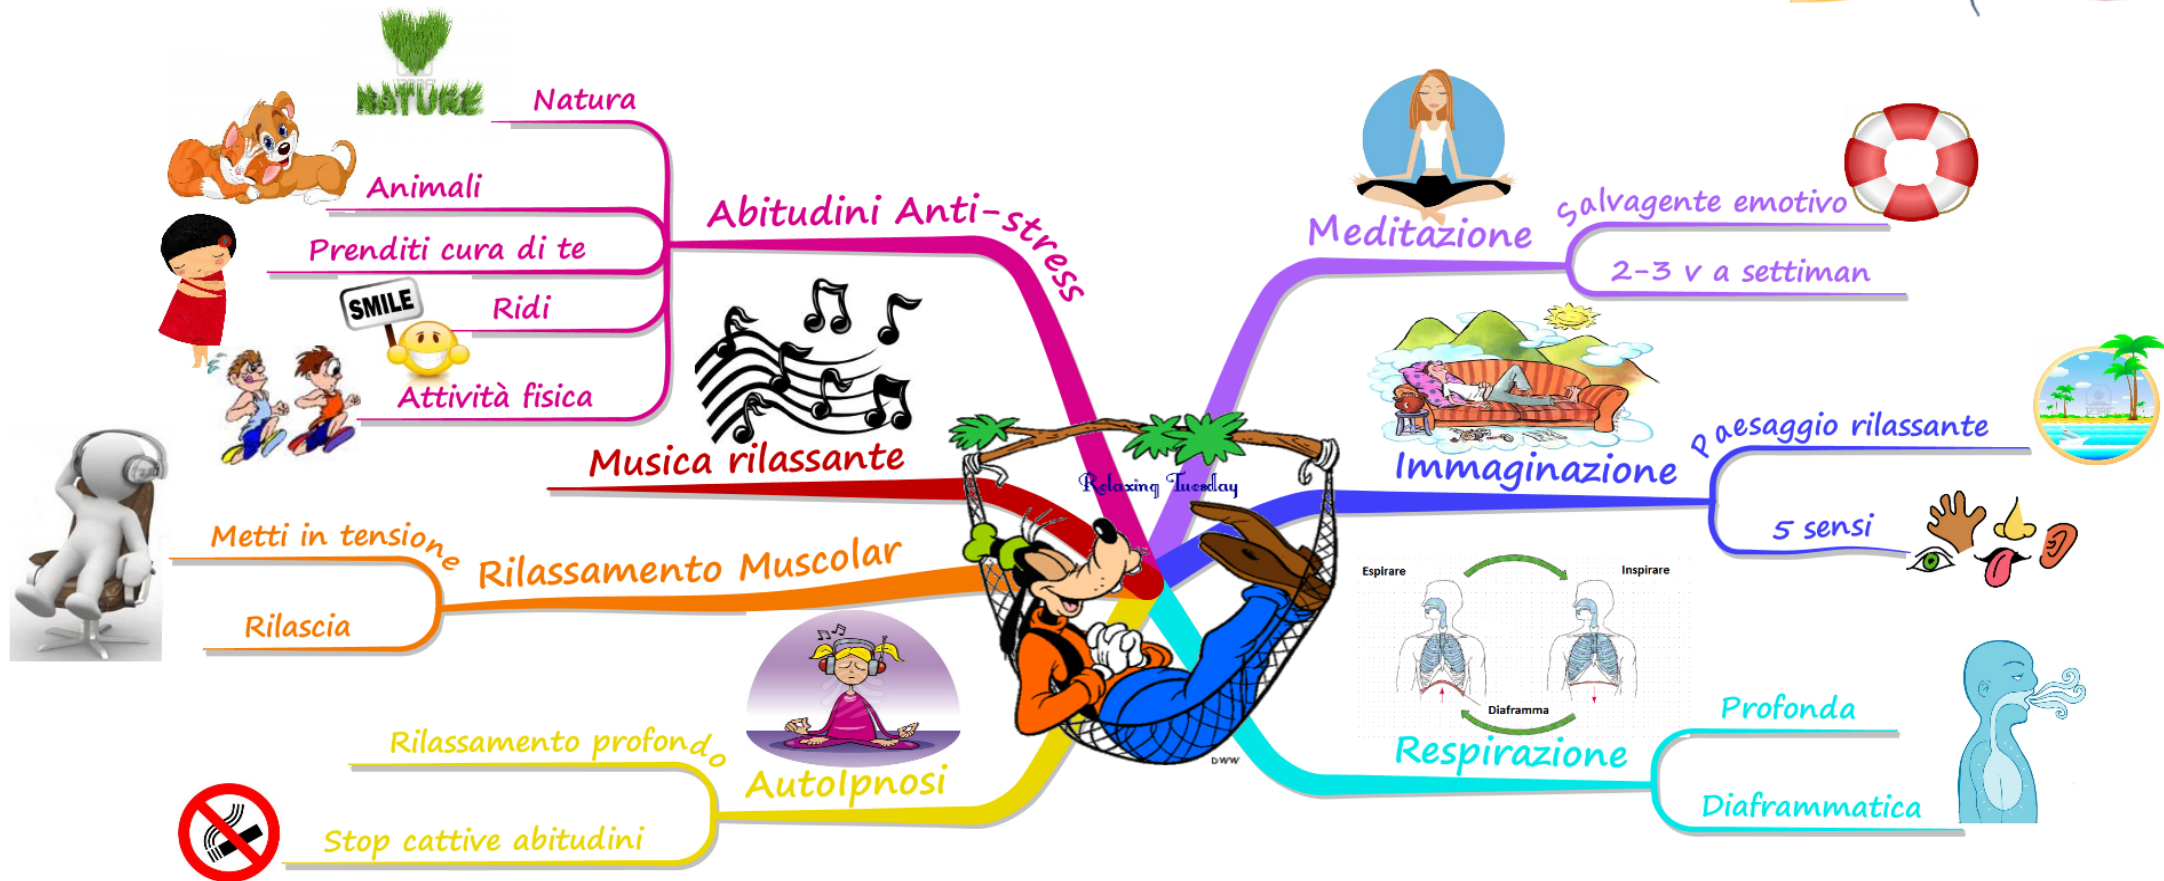 NATURE
Natura
Animali
Prenditi cura di te
SMILE
Ridi
Attività fisica
Abitudini Anti-stress
Musica rilassante
Metti in tensione
Rilascia
Rilassamento Muscolar
Rilassamento profondo
Stop cattive abitudini
AutoIpnosi
Relaxing Tuesday
DWW
Meditazione
Salvagente emotivo
2-3 v a settiman
Immaginazione
Paesaggio rilassante
5 sensi
Espirare
Inspirare
Diaframma
Respirazione
Profonda
Diaframmatica